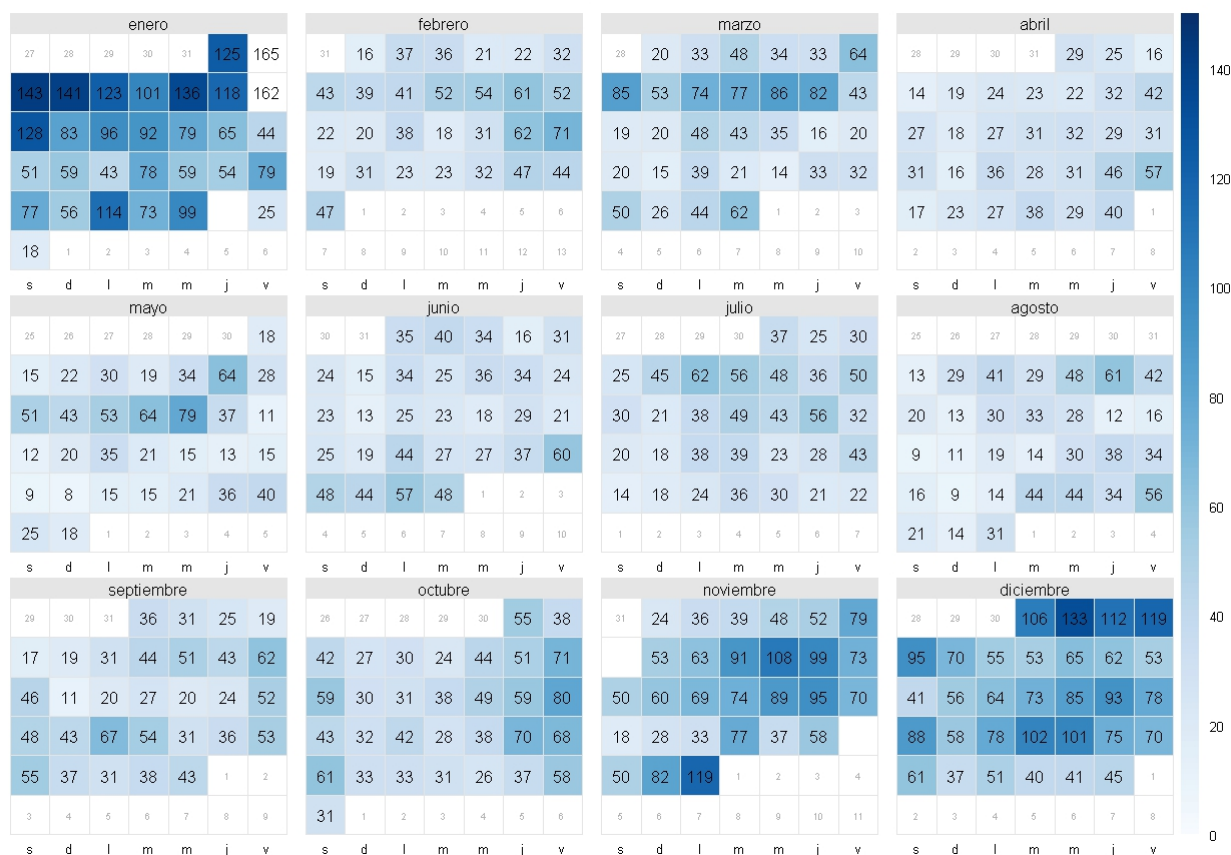 enero febrero marzo abril
27 28 29 30 31 125 165 31 16 37 36 21 22 32 28 20 33 48 34 33 64 28 29 30 31 29 25 16
143 141 123 101 136 118 162 43 39 41 52 54 61 52 85 53 74 77 86 82 43 14 19 24 23 22 32 42
128 83 96 92 79 65 44 22 20 38 18 31 62 71 19 20 48 43 35 16 20 27 18 27 31 32 29 31
51 59 43 78 59 54 79 19 31 23 23 32 47 44 20 15 39 21 14 33 32 31 16 36 28 31 46 57
77 56 114 73 99 25 47 1 2 3 4 5 6 50 26 44 62 1 2 3 17 23 27 38 29 40 1
18 1 2 3 4 5 6 7 8 9 10 11 12 13 4 5 6 7 8 9 10 2 3 4 5 6 7 8
s d l m m j v s d l m m j v s d l m m j v s d l m m j v
mayo junio julio agosto
25 26 27 28 29 30 18 30 31 35 40 34 16 31 27 28 29 30 37 25 30 25 26 27 28 29 30 31
15 22 30 19 34 64 28 24 15 34 25 36 34 24 25 45 62 56 48 36 50 13 29 41 29 48 61 42
51 43 53 64 79 37 11 23 13 25 23 18 29 21 30 21 38 49 43 56 32 20 13 30 33 28 12 16
12 20 35 21 15 13 15 25 19 44 27 27 37 60 20 18 38 39 23 28 43 9 11 19 14 30 38 34
9 8 15 15 21 36 40 48 44 57 48 1 2 3 14 18 24 36 30 21 22 16 9 14 44 44 34 56
25 18 1 2 3 4 5 4 5 6 7 8 9 10 1 2 3 4 5 6 7 21 14 31 1 2 3 4
s d l m m j v s d l m m j v s d l m m j v s d l m m j v
septiembre octubre noviembre diciembre
29 30 31 36 31 25 19 26 27 28 29 30 55 38 31 24 36 39 48 52 79 28 29 30 106 133 112 119
17 19 31 44 51 43 62 42 27 30 24 44 51 71 53 63 91 108 99 73 95 70 55 53 65 62 53
46 11 20 27 20 24 52 59 30 31 38 49 59 80 50 60 69 74 89 95 70 41 56 64 73 85 93 78
48 43 67 54 31 36 53 43 32 42 28 38 70 68 18 28 33 77 37 58 88 58 78 102 101 75 70
55 37 31 38 43 1 2 61 33 33 31 26 37 58 50 82 119 1 2 3 4 61 37 51 40 41 45 1
3 4 5 6 7 8 9 31 1 2 3 4 5 6 5 6 7 8 9 10 11 2 3 4 5 6 7 8
s d l m m j v s d l m m j v s d l m m j v s d l m m j v
140
120
100
80
60
40
20
0